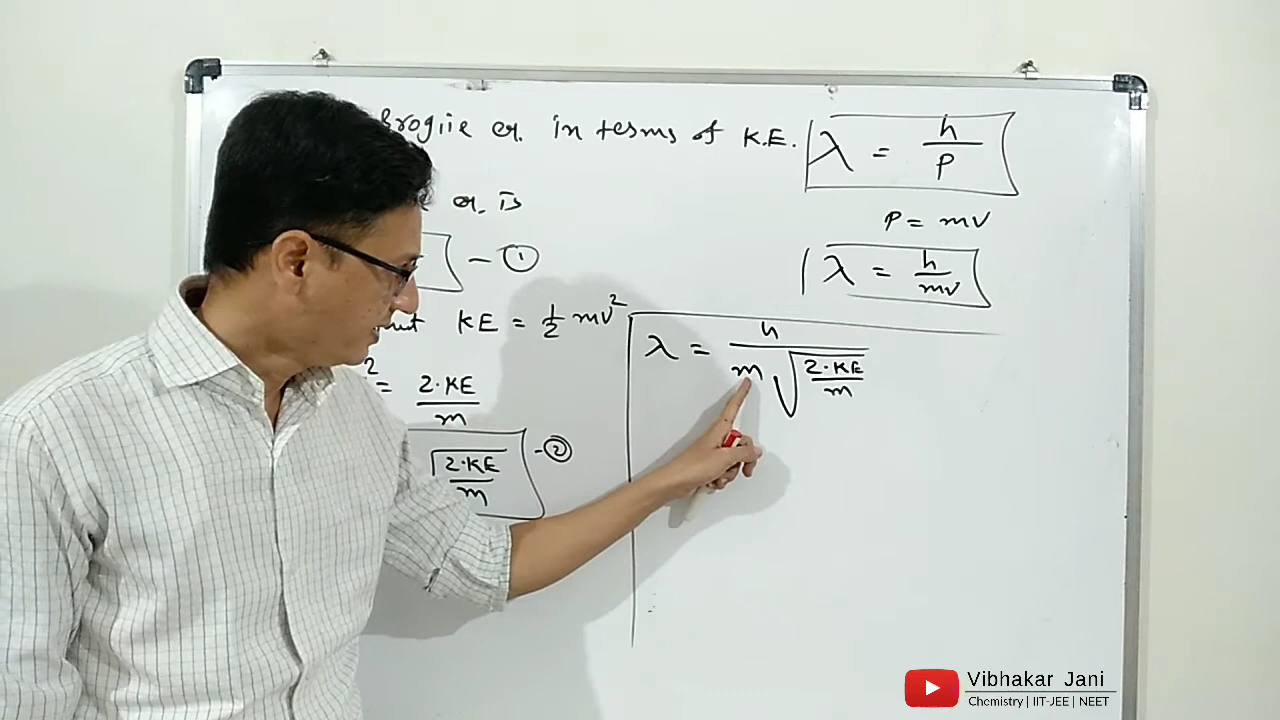 Broglie eq. in terms of K.E.
λ = h/P
eq. is
P = mv
— ①
λ = h/mv
but KE = 1/2 mv²
² = 2·KE/m
√2·KE/m - ②
λ = h/m√2·KE/m
Vibhakar Jani
Chemistry | IIT-JEE | NEET